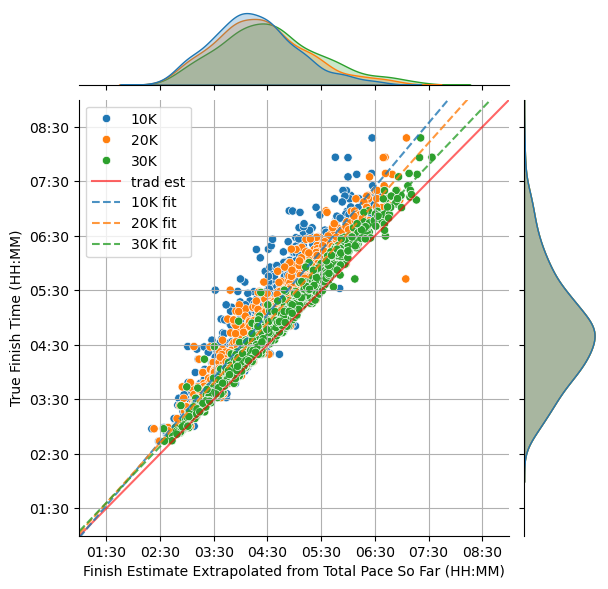 10K
20K
30K
trad est
10K fit
20K fit
30K fit
08:30
07:30
06:30
05:30
04:30
03:30
02:30
01:30
True Finish Time (HH:MM)
01:30 02:30 03:30 04:30 05:30 06:30 07:30 08:30
Finish Estimate Extrapolated from Total Pace So Far (HH:MM)